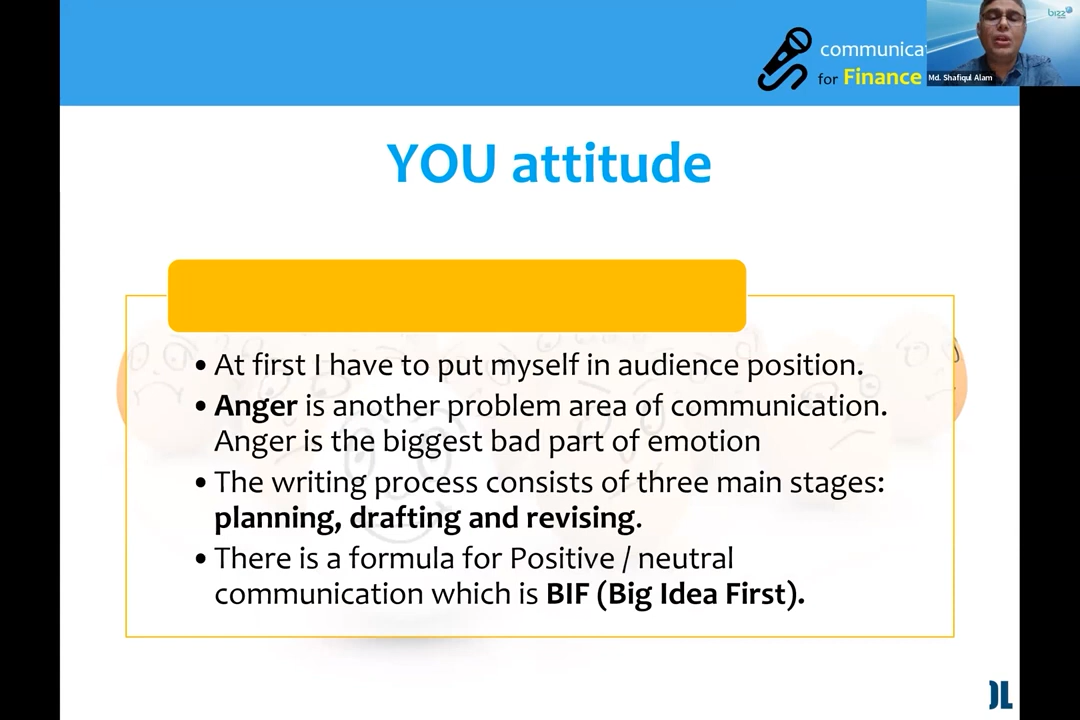 communica
for Finance
Md. Shafiqul Alam
bizz
YOU attitude
• At first I have to put myself in audience position.
• Anger is another problem area of communication.
Anger is the biggest bad part of emotion
• The writing process consists of three main stages:
planning, drafting and revising.
• There is a formula for Positive / neutral
communication which is BIF (Big Idea First).